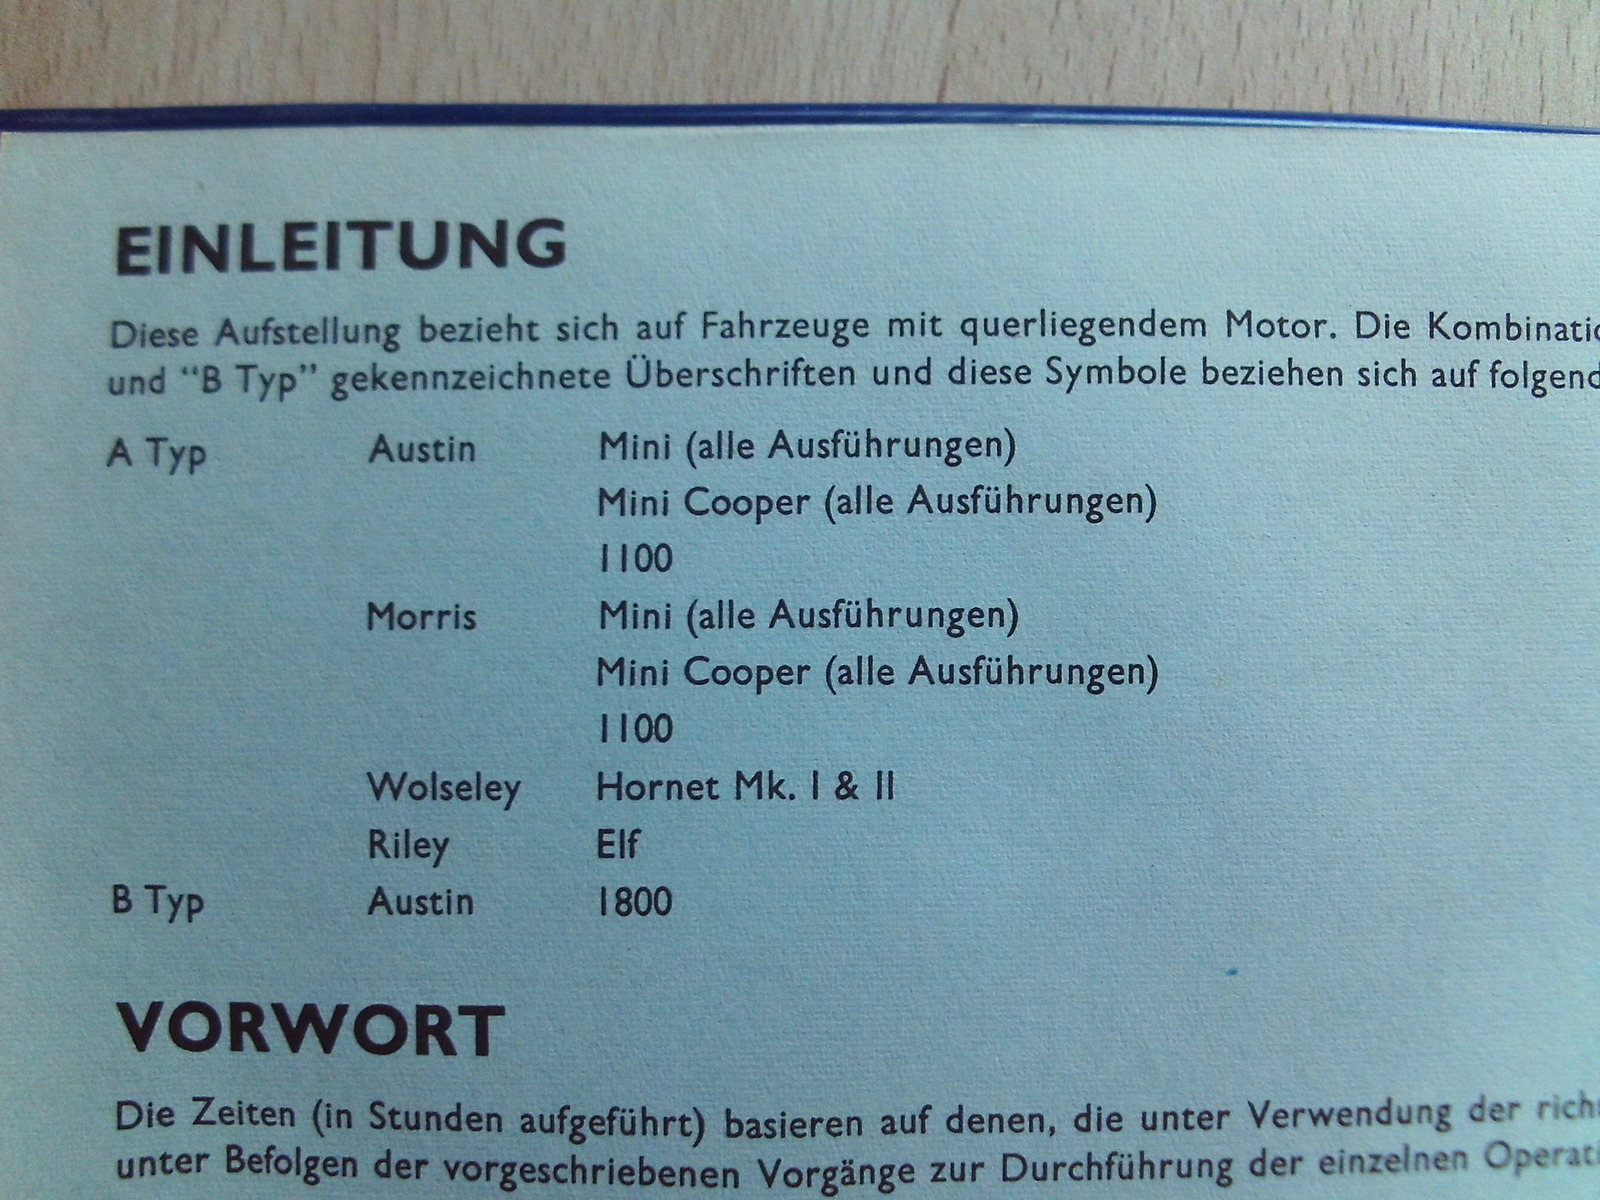 EINLEITUNG
Diese Aufstellung bezieht sich auf Fahrzeuge mit querliegendem Motor. Die
und “B Typ” gekennzeichnete Überschriften und diese Symbole beziehen sich auf
A Typ Austin Mini (alle Ausführungen)
Mini Cooper (alle Ausführungen)
1100
Morris Mini (alle Ausführungen)
Mini Cooper (alle Ausführungen)
1100
Wolseley Hornet Mk. I & II
Riley Elf
B Typ Austin 1800
VORWORT
Die Zeiten (in Stunden aufgeführt) basieren auf denen, die unter Verwendung der
unter Befolgen der vorgeschriebenen Vorgänge zur Durchführung der einzelnen